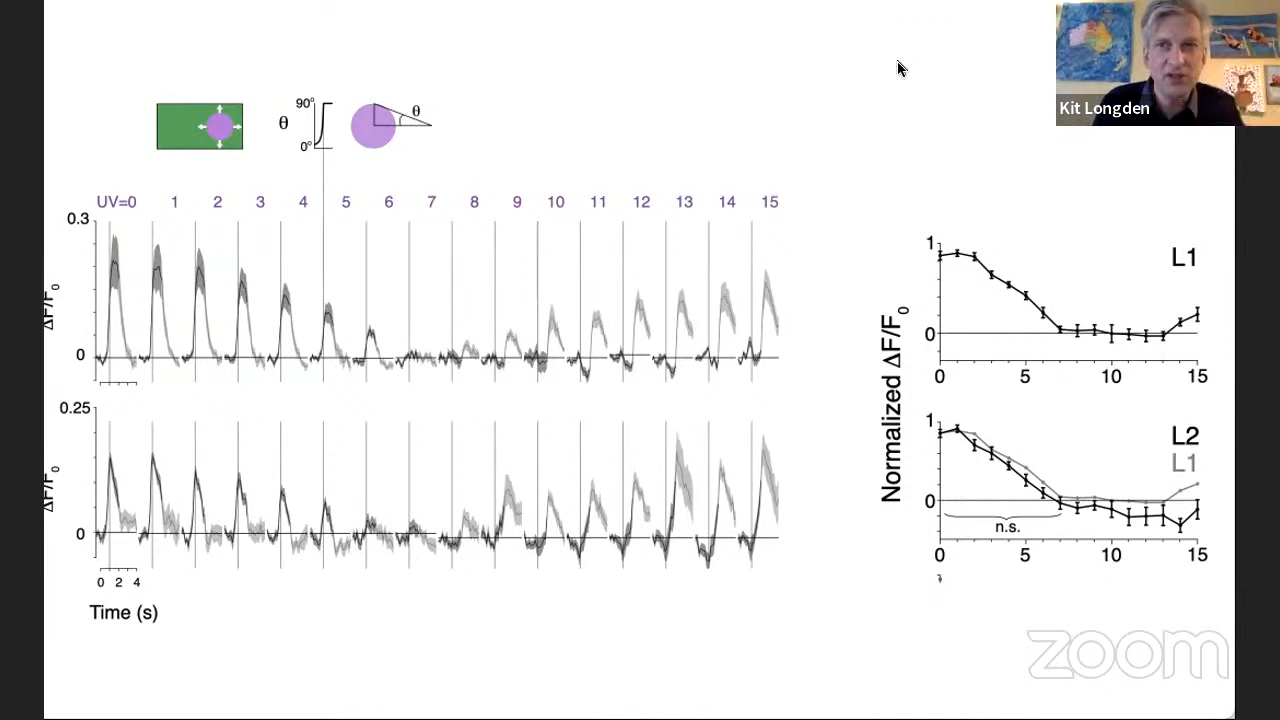 Kit Longden
90°
θ
0°
θ
UV=0 1 2 3 4 5 6 7 8 9 10 11 12 13 14 15
0.3
ΔF/F0
0
0.25
ΔF/F0
0
0 2 4
Time (s)
Normalized ΔF/F0
1
L1
0
0 5 10 15
1
L2
L1
0
n.s.
0 5 10 15
zoom